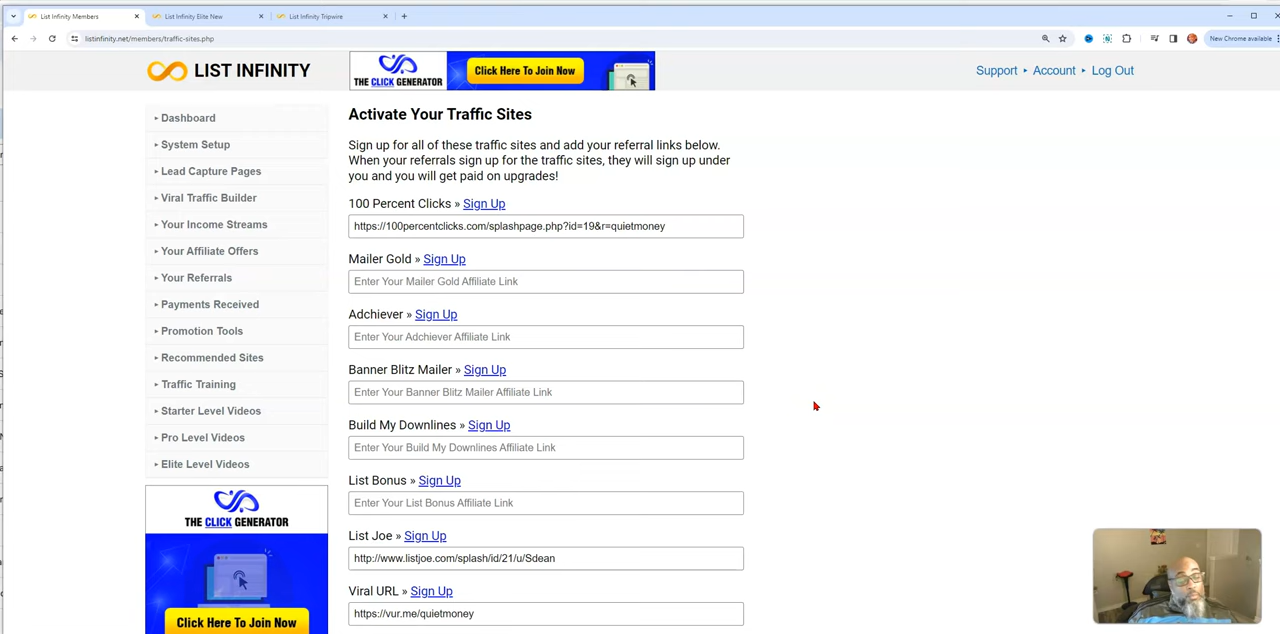 List Infinity Members
List Infinity Elite New
List Infinity Tripwire
listinfinity.net/members/traffic-sites.php
New Chrome available
LIST INFINITY
THE CLICK GENERATOR
Click Here To Join Now
Support ‣ Account ‣ Log Out
‣ Dashboard
‣ System Setup
‣ Lead Capture Pages
‣ Viral Traffic Builder
‣ Your Income Streams
‣ Your Affiliate Offers
‣ Your Referrals
‣ Payments Received
‣ Promotion Tools
‣ Recommended Sites
‣ Traffic Training
‣ Starter Level Videos
‣ Pro Level Videos
‣ Elite Level Videos
THE CLICK GENERATOR
Click Here To Join Now
Activate Your Traffic Sites
Sign up for all of these traffic sites and add your referral links below.
When your referrals sign up for the traffic sites, they will sign up under
you and you will get paid on upgrades!
100 Percent Clicks » Sign Up
https://100percentclicks.com/splashpage.php?id=19&r=quietmoney
Mailer Gold » Sign Up
Enter Your Mailer Gold Affiliate Link
Adchiever » Sign Up
Enter Your Adchiever Affiliate Link
Banner Blitz Mailer » Sign Up
Enter Your Banner Blitz Mailer Affiliate Link
Build My Downlines » Sign Up
Enter Your Build My Downlines Affiliate Link
List Bonus » Sign Up
Enter Your List Bonus Affiliate Link
List Joe » Sign Up
http://www.listjoe.com/splash/id/21/u/Sdean
Viral URL » Sign Up
https://vur.me/quietmoney